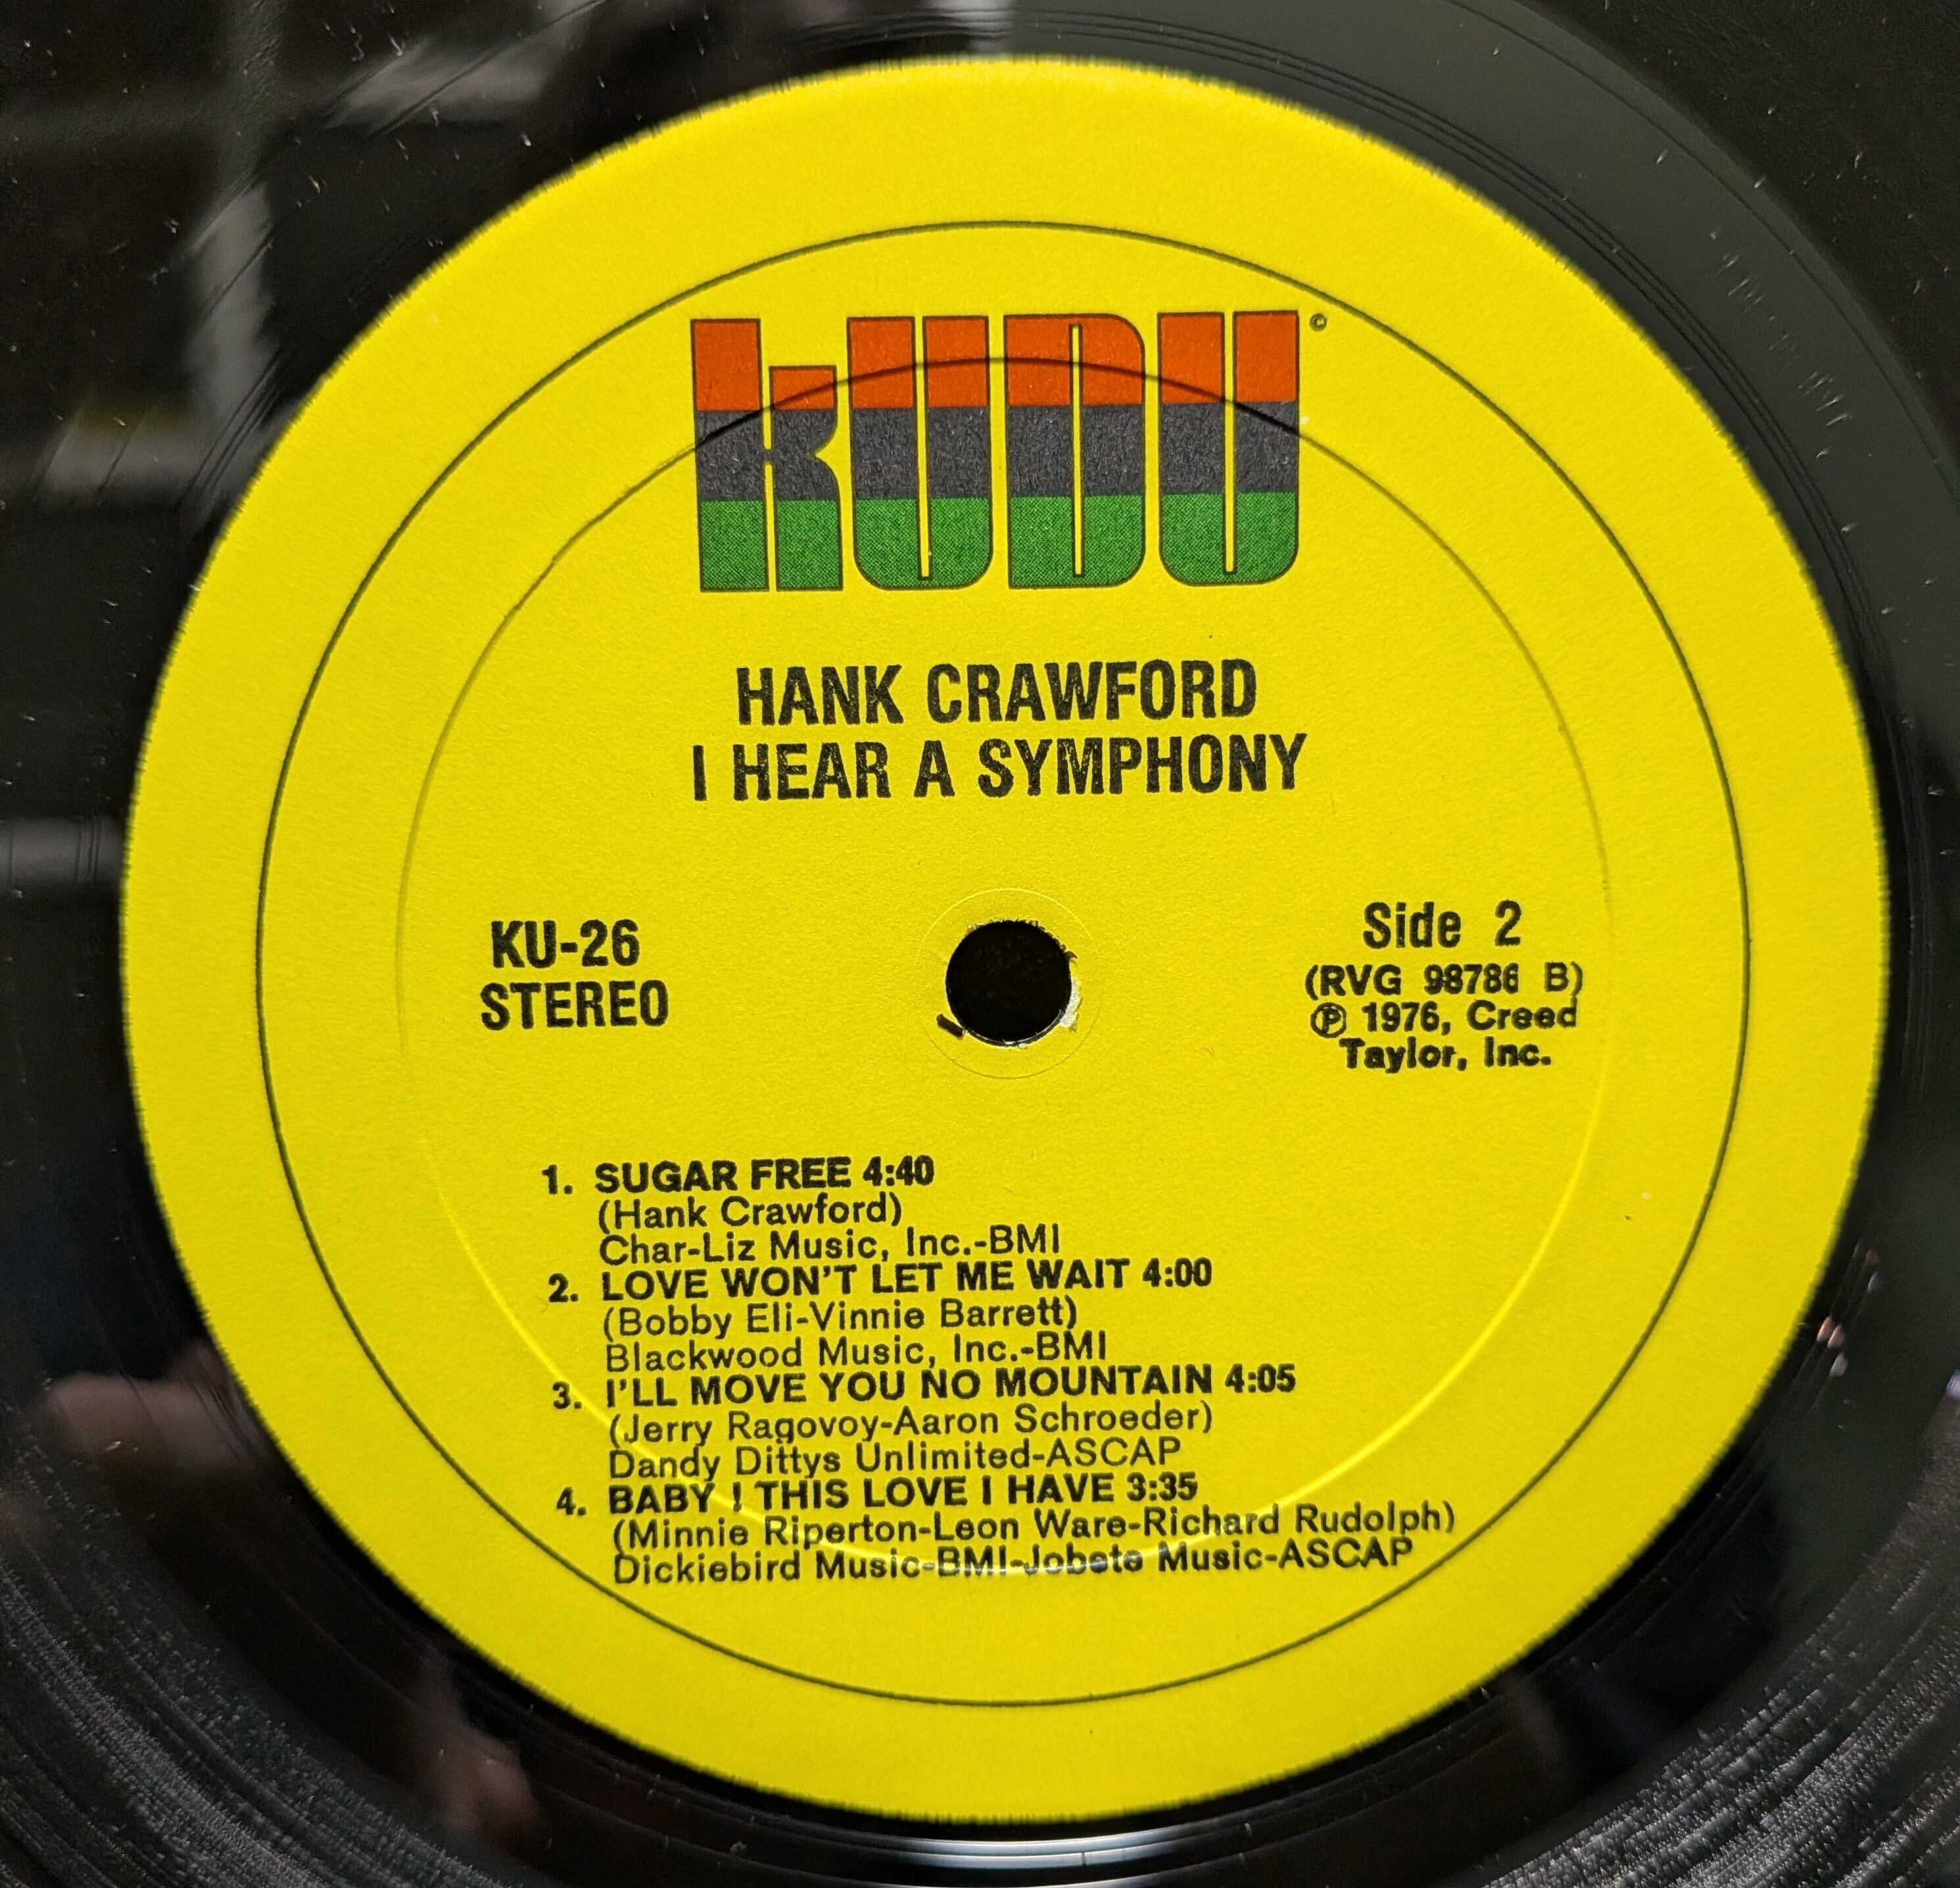 KUDU ©
HANK CRAWFORD
I HEAR A SYMPHONY
KU-26
STEREO
Side 2
(RVG 98786 B)
℗ 1976, Creed
Taylor, Inc.
1. SUGAR FREE 4:40
(Hank Crawford)
Char-Liz Music, Inc.-BMI
2. LOVE WON'T LET ME WAIT 4:00
(Bobby Eli-Vinnie Barrett)
Blackwood Music, Inc.-BMI
3. I'LL MOVE YOU NO MOUNTAIN 4:05
(Jerry Ragovoy-Aaron Schroeder)
Dandy Dittys Unlimited-ASCAP
4. BABY ! THIS LOVE I HAVE 3:35
(Minnie Riperton-Leon Ware-Richard Rudolph)
Dickiebird Music-BMI-Jobete Music-ASCAP